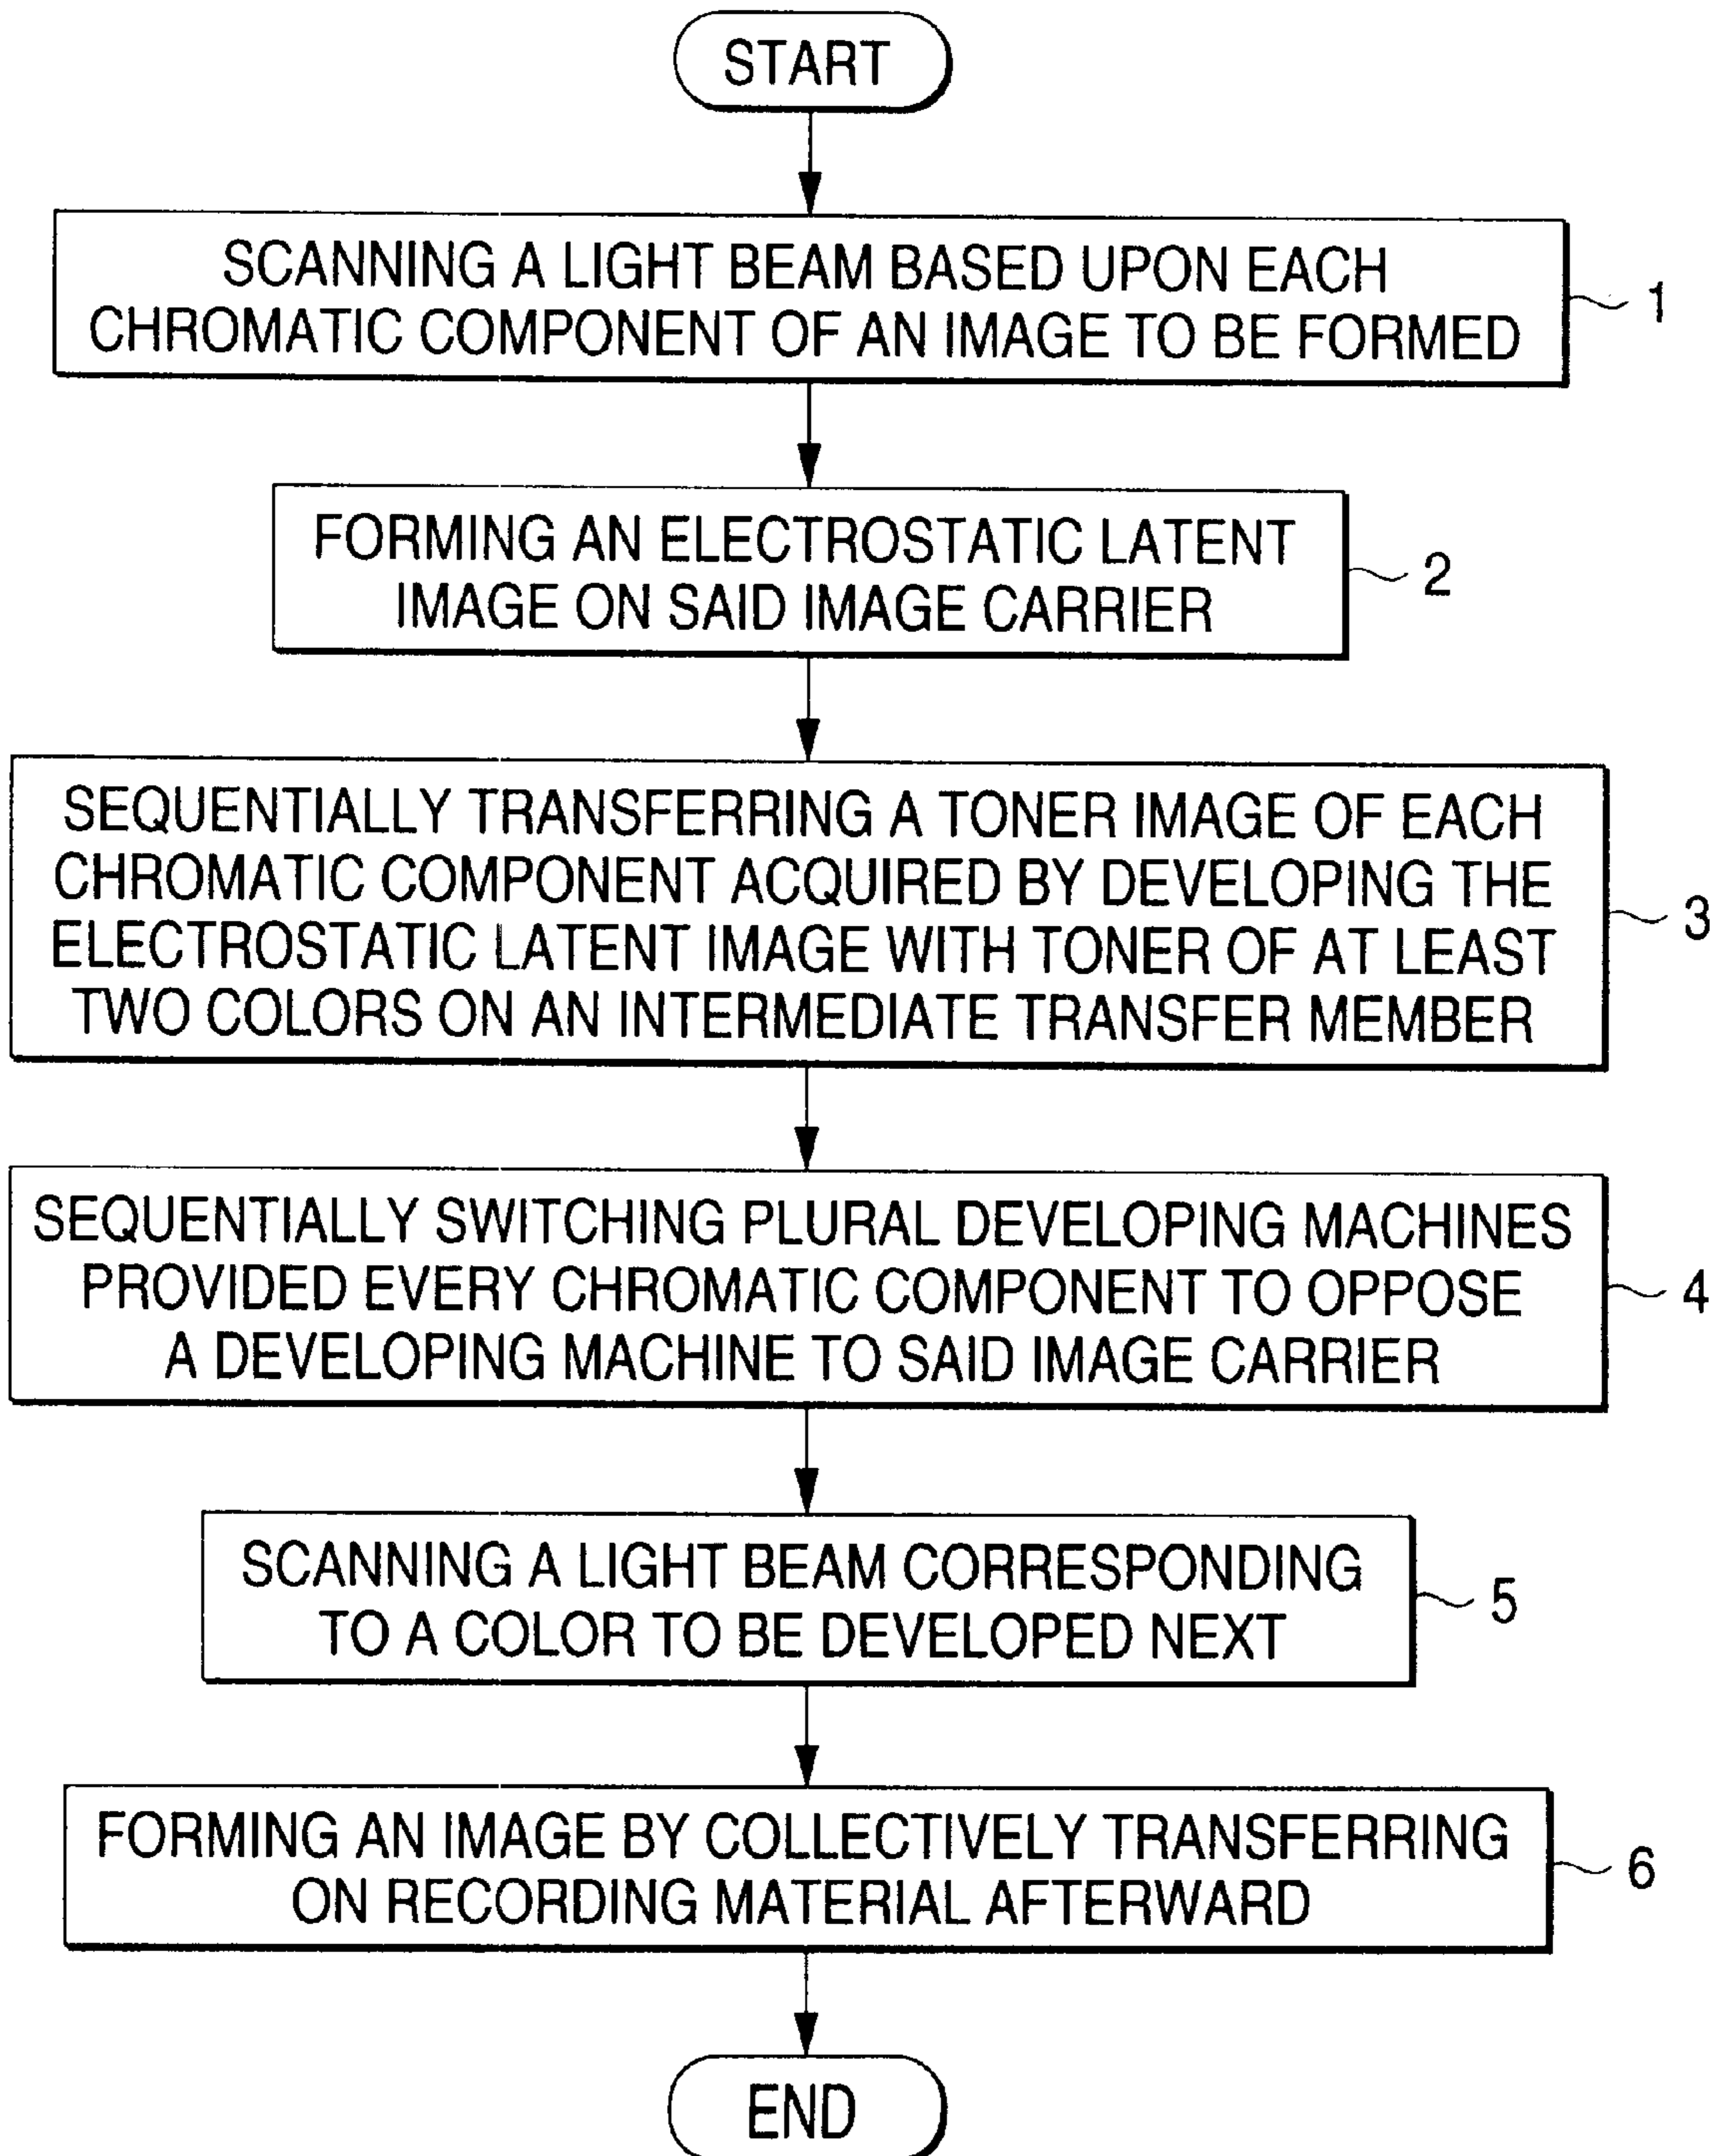 START
SCANNING A LIGHT BEAM BASED UPON EACH
CHROMATIC COMPONENT OF AN IMAGE TO BE FORMED
1
FORMING AN ELECTROSTATIC LATENT
IMAGE ON SAID IMAGE CARRIER
2
SEQUENTIALLY TRANSFERRING A TONER IMAGE OF EACH
CHROMATIC COMPONENT ACQUIRED BY DEVELOPING THE
ELECTROSTATIC LATENT IMAGE WITH TONER OF AT LEAST
TWO COLORS ON AN INTERMEDIATE TRANSFER MEMBER
3
SEQUENTIALLY SWITCHING PLURAL DEVELOPING MACHINES
PROVIDED EVERY CHROMATIC COMPONENT TO OPPOSE
A DEVELOPING MACHINE TO SAID IMAGE CARRIER
4
SCANNING A LIGHT BEAM CORRESPONDING
TO A COLOR TO BE DEVELOPED NEXT
5
FORMING AN IMAGE BY COLLECTIVELY TRANSFERRING
ON RECORDING MATERIAL AFTERWARD
6
END